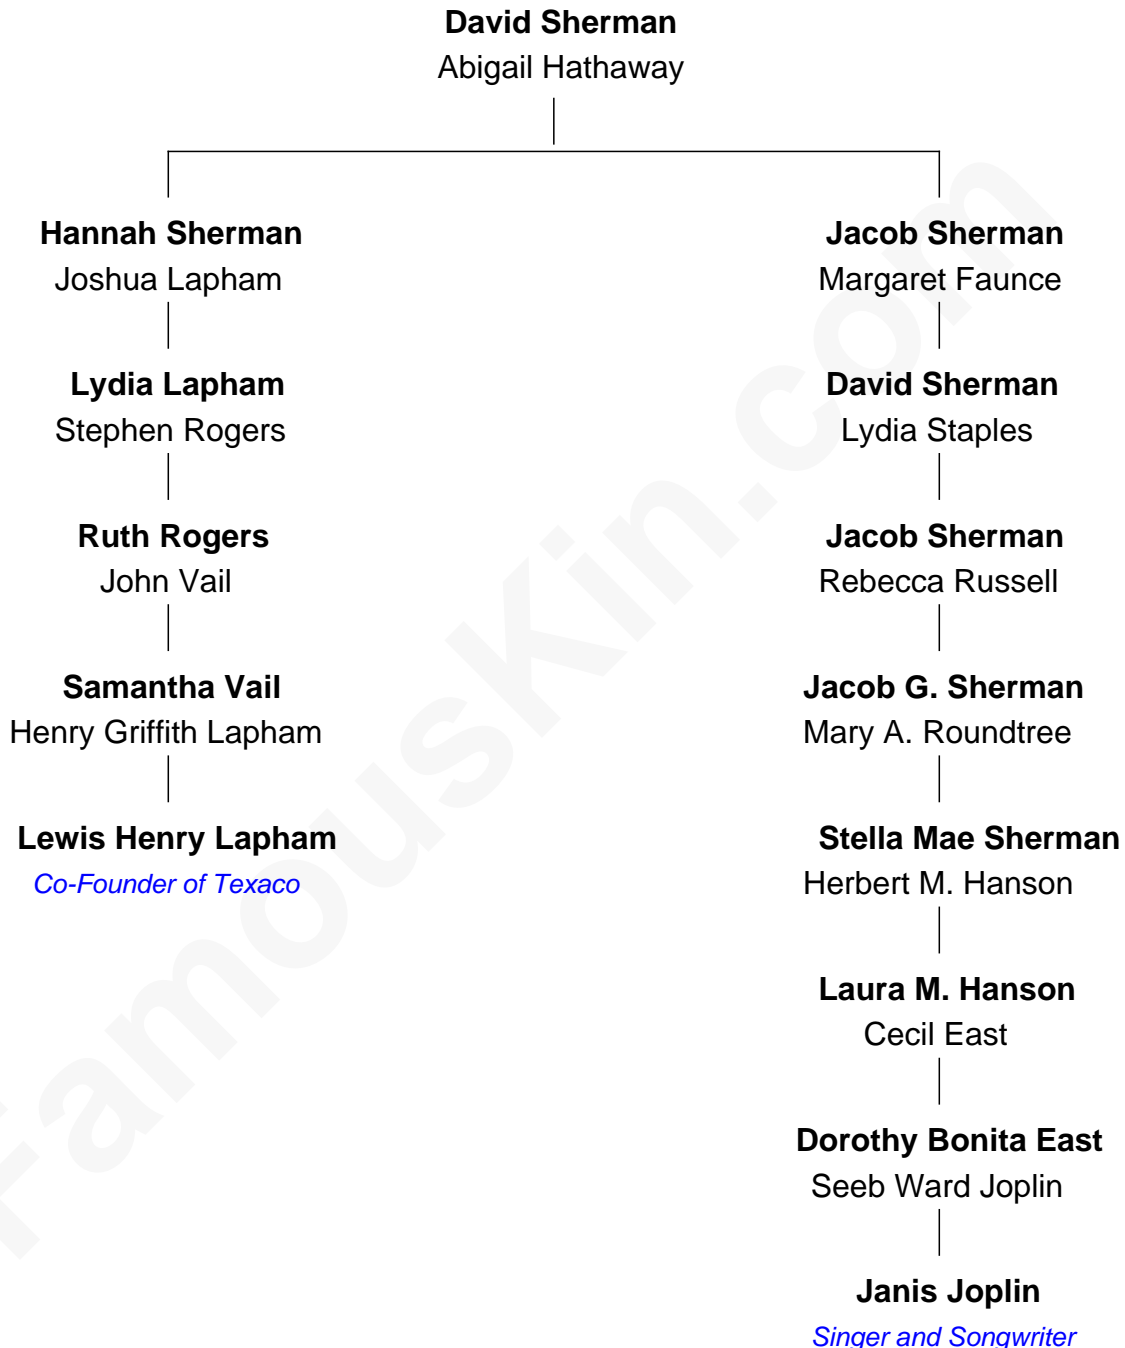 David Sherman
Abigail Hathaway
Hannah Sherman
Joshua Lapham
Lydia Lapham
Stephen Rogers
Ruth Rogers
John Vail
Samantha Vail
Henry Griffith Lapham
Lewis Henry Lapham
Co-Founder of Texaco
Jacob Sherman
Margaret Faunce
David Sherman
Lydia Staples
Jacob Sherman
Rebecca Russell
Jacob G. Sherman
Mary A. Roundtree
Stella Mae Sherman
Herbert M. Hanson
Laura M. Hanson
Cecil East
Dorothy Bonita East
Seeb Ward Joplin
Janis Joplin
Singer and Songwriter
FamousKin.com